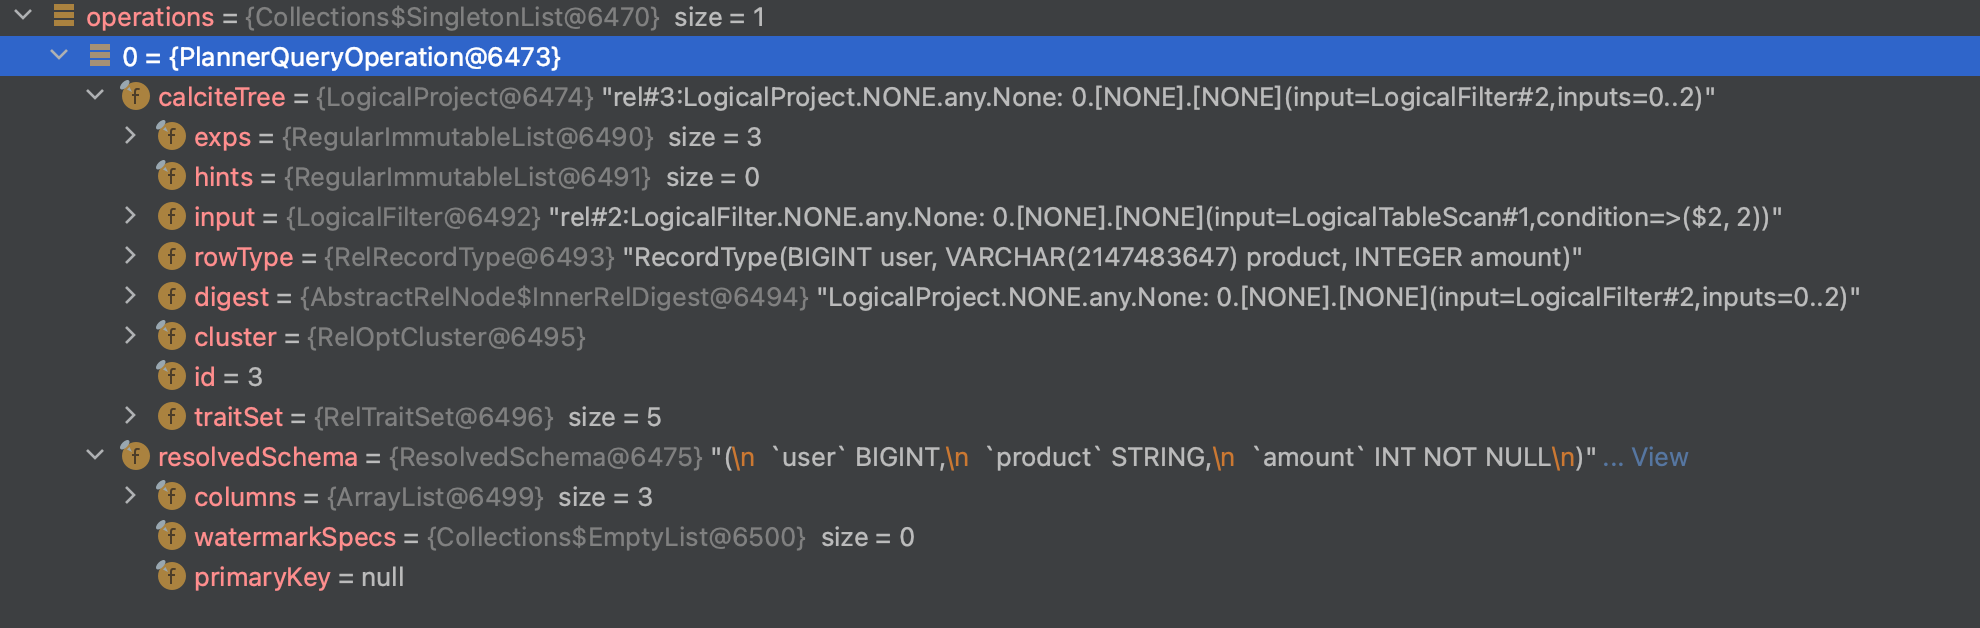 operations = {Collections$SingletonList@6470} size = 1
0 = {PlannerQueryOperation@6473}
f calciteTree = {LogicalProject@6474} "rel#3:LogicalProject.NONE.any.None: 0.[NONE].[NONE](input=LogicalFilter#2,inputs=0..2)"
f exps = {RegularImmutableList@6490} size = 3
f hints = {RegularImmutableList@6491} size = 0
f input = {LogicalFilter@6492} "rel#2:LogicalFilter.NONE.any.None: 0.[NONE].[NONE](input=LogicalTableScan#1,condition=>($2, 2))"
f rowType = {RelRecordType@6493} "RecordType(BIGINT user, VARCHAR(2147483647) product, INTEGER amount)"
f digest = {AbstractRelNode$InnerRelDigest@6494} "LogicalProject.NONE.any.None: 0.[NONE].[NONE](input=LogicalFilter#2,inputs=0..2)"
f cluster = {RelOptCluster@6495}
f id = 3
f traitSet = {RelTraitSet@6496} size = 5
f resolvedSchema = {ResolvedSchema@6475} "(\n  `user` BIGINT,\n  `product` STRING,\n  `amount` INT NOT NULL\n)" ... View
f columns = {ArrayList@6499} size = 3
f watermarkSpecs = {Collections$EmptyList@6500} size = 0
f primaryKey = null